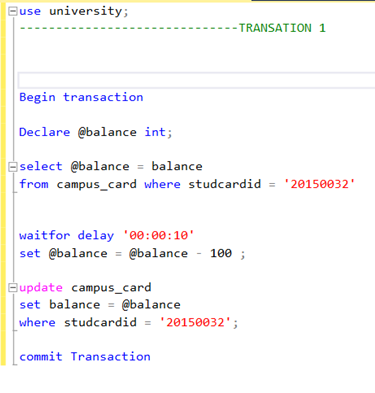 use university;
------------------------------TRANSATION 1
Begin transaction
Declare @balance int;
select @balance = balance
from campus_card where studcardid = '20150032'
waitfor delay '00:00:10'
set @balance = @balance - 100 ;
update campus_card
set balance = @balance
where studcardid = '20150032';
commit Transaction